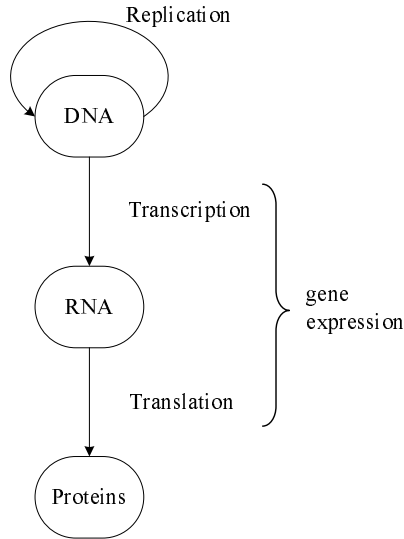 Replication
DNA
Transcription
gene
expression
RNA
Translation
Proteins